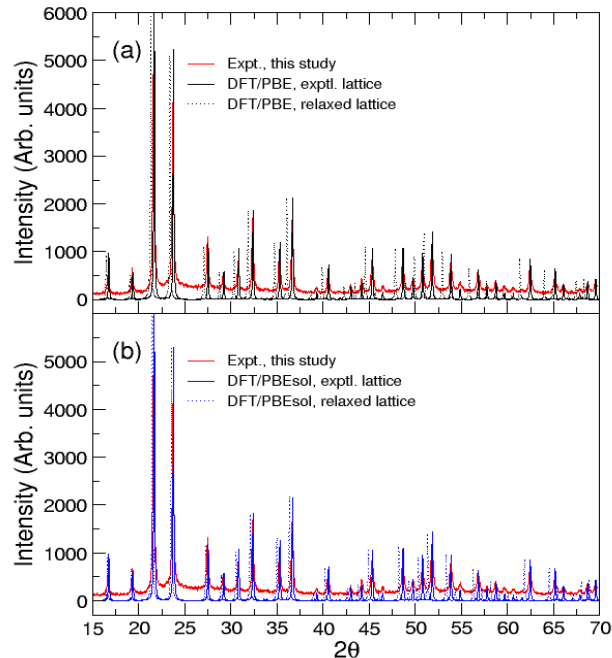 6000
5000
4000
3000
2000
1000
0
Intensity (Arb. units)
(a)
Expt., this study
DFT/PBE, exptl. lattice
DFT/PBE, relaxed lattice
5000
4000
3000
2000
1000
0
Intensity (Arb. units)
(b)
Expt., this study
DFT/PBEsol, exptl. lattice
DFT/PBEsol, relaxed lattice
15 20 25 30 35 40 45 50 55 60 65 70
2θ